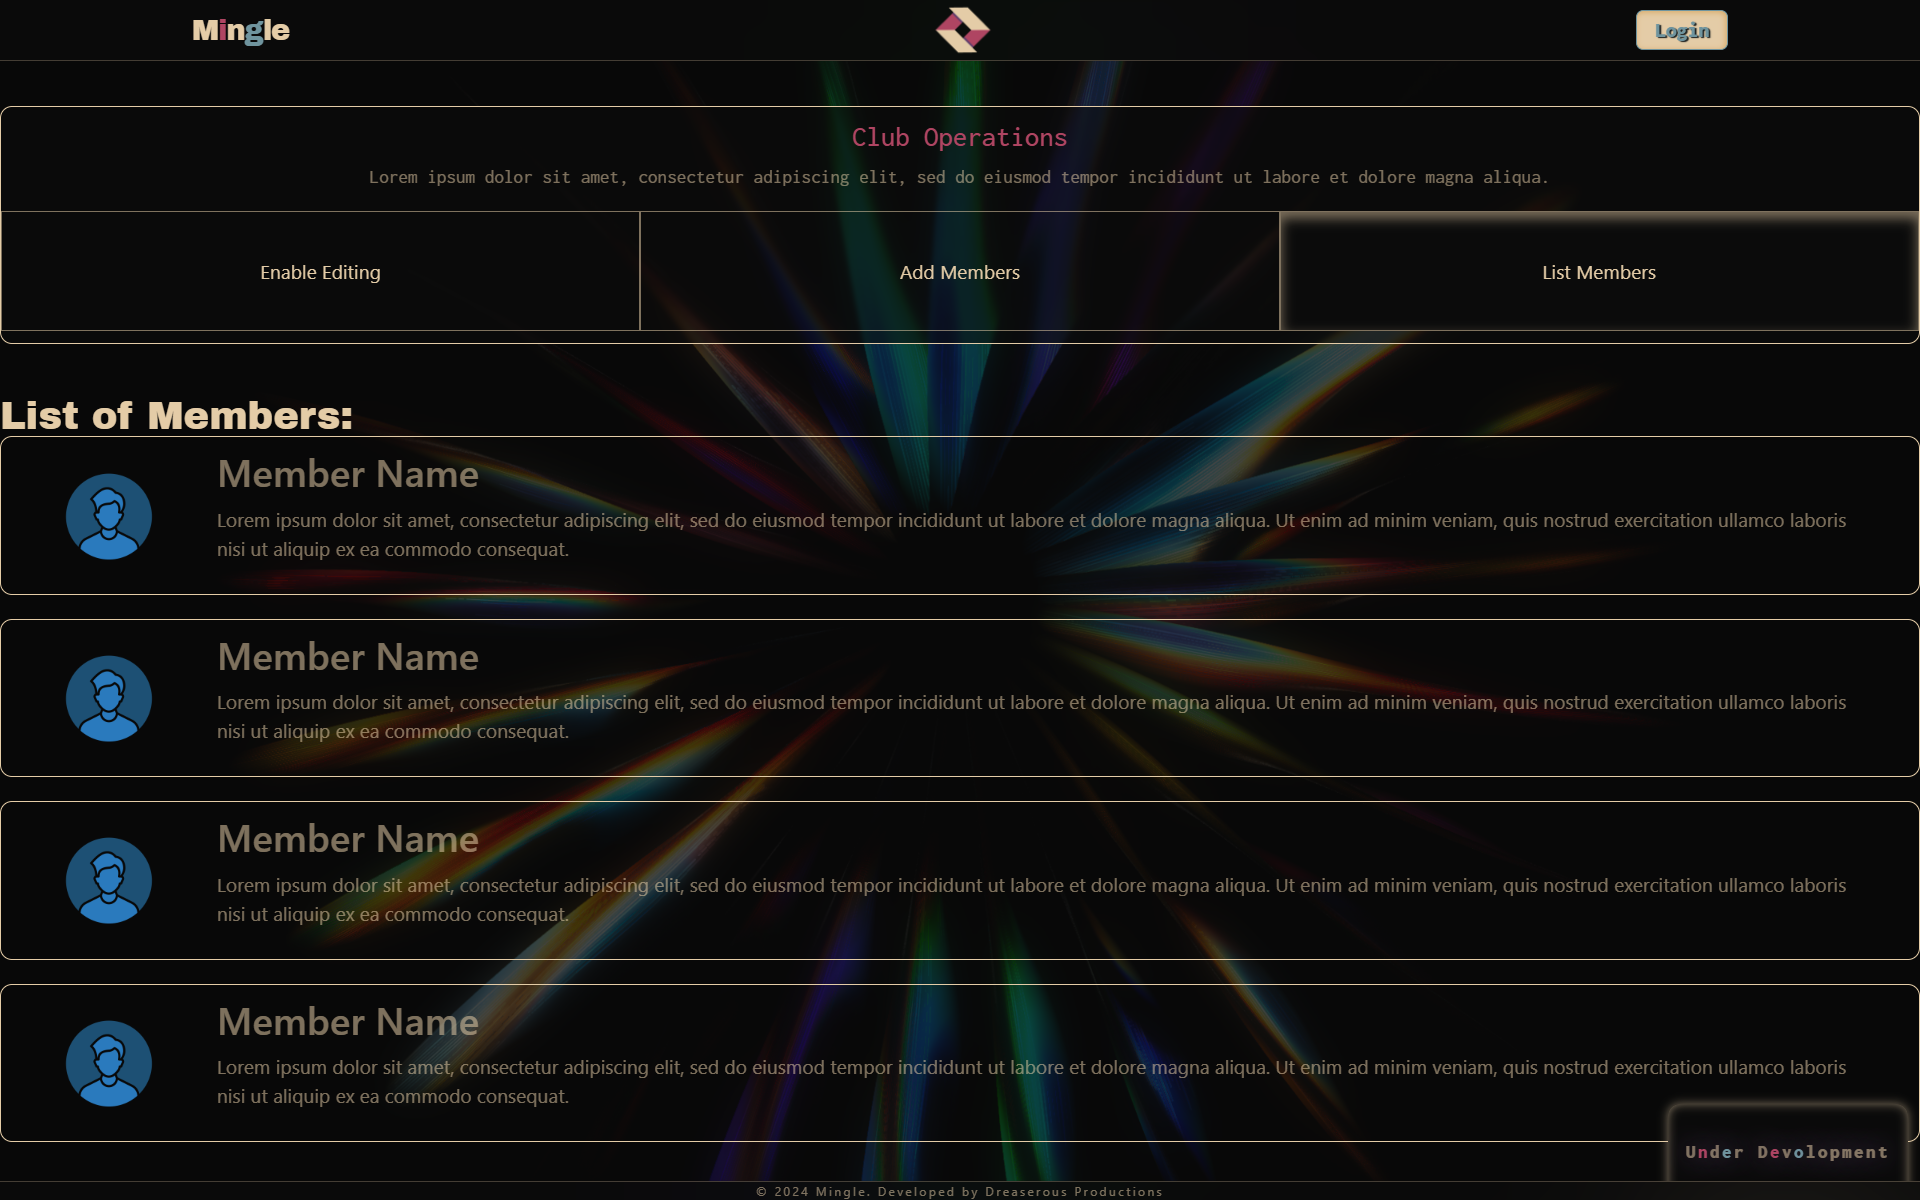 Mingle
Login
Club Operations
Lorem ipsum dolor sit amet, consectetur adipiscing elit, sed do eiusmod tempor incididunt ut labore et dolore magna aliqua.
Enable Editing
Add Members
List Members
List of Members:
Member Name
Lorem ipsum dolor sit amet, consectetur adipiscing elit, sed do eiusmod tempor incididunt ut labore et dolore magna aliqua. Ut enim ad minim veniam, quis nostrud exercitation ullamco laboris
nisi ut aliquip ex ea commodo consequat.
Member Name
Lorem ipsum dolor sit amet, consectetur adipiscing elit, sed do eiusmod tempor incididunt ut labore et dolore magna aliqua. Ut enim ad minim veniam, quis nostrud exercitation ullamco laboris
nisi ut aliquip ex ea commodo consequat.
Member Name
Lorem ipsum dolor sit amet, consectetur adipiscing elit, sed do eiusmod tempor incididunt ut labore et dolore magna aliqua. Ut enim ad minim veniam, quis nostrud exercitation ullamco laboris
nisi ut aliquip ex ea commodo consequat.
Member Name
Lorem ipsum dolor sit amet, consectetur adipiscing elit, sed do eiusmod tempor incididunt ut labore et dolore magna aliqua. Ut enim ad minim veniam, quis nostrud exercitation ullamco laboris
nisi ut aliquip ex ea commodo consequat.
Under Devolopment
© 2024 Mingle. Developed by Dreaserous Productions